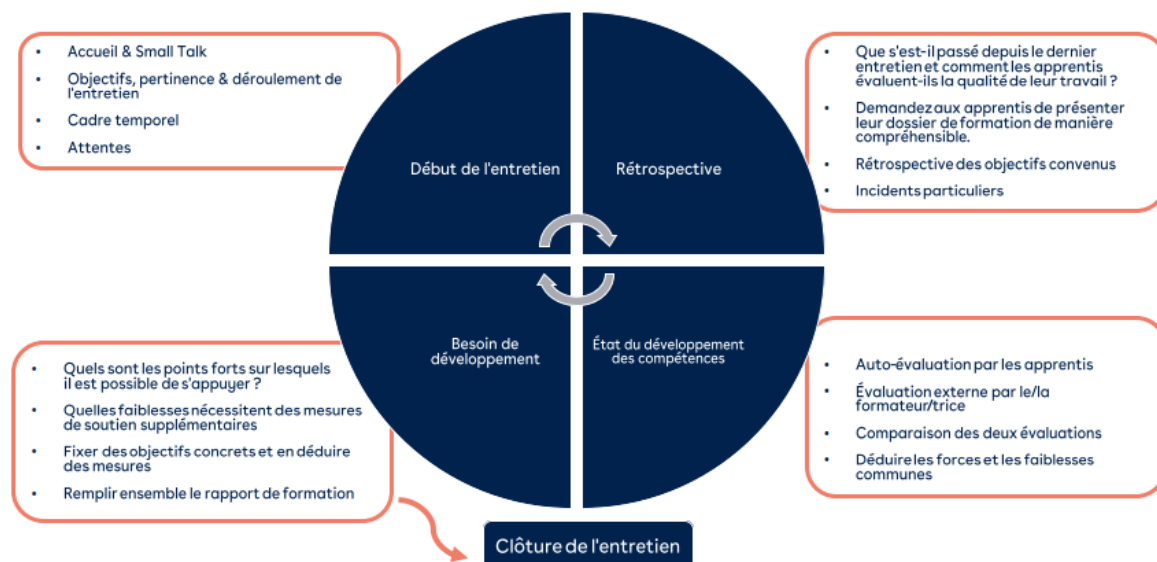 • Accueil & Small Talk
• Objectifs, pertinence & déroulement de
l'entretien
• Cadre temporel
• Attentes
Début de l'entretien
Rétrospective
• Que s'est-il passé depuis le dernier
entretien et comment les apprentis
évaluent-ils la qualité de leur travail ?
• Demandez aux apprentis de présenter
leur dossier de formation de manière
compréhensible.
• Rétrospective des objectifs convenus
• Incidents particuliers
Besoin de
développement
État du développement
des compétences
• Quels sont les points forts sur lesquels
il est possible de s'appuyer ?
• Quelles faiblesses nécessitent des mesures
de soutien supplémentaires
• Fixer des objectifs concrets et en déduire
des mesures
• Remplir ensemble le rapport de formation
• Auto-évaluation par les apprentis
• Évaluation externe par le/la
formateur/trice
• Comparaison des deux évaluations
• Déduire les forces et les faiblesses
communes
Clôture de l'entretien